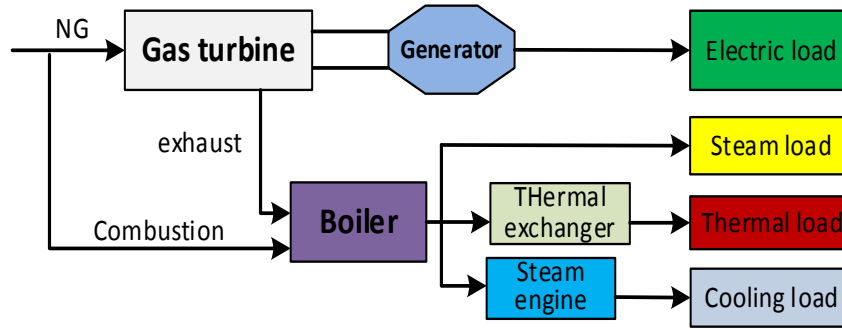 NG
Gas turbine
Generator
Electric load
exhaust
Steam load
Boiler
THermal
exchanger
Thermal load
Combustion
Steam
engine
Cooling load